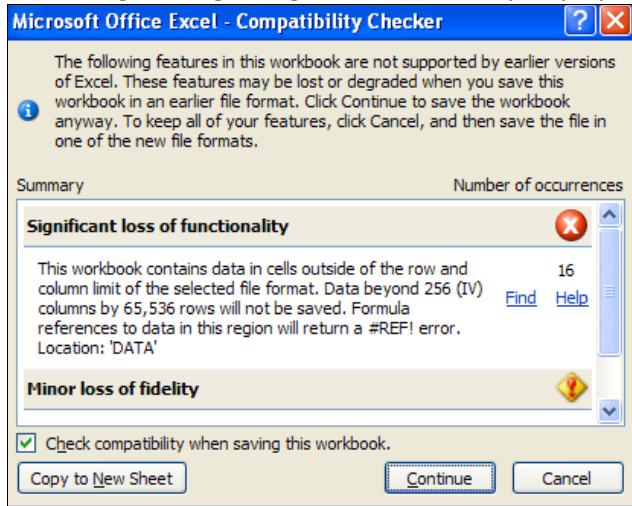 Microsoft Office Excel - Compatibility Checker
The following features in this workbook are not supported by earlier versions
of Excel. These features may be lost or degraded when you save this
workbook in an earlier file format. Click Continue to save the workbook
anyway. To keep all of your features, click Cancel, and then save the file in
one of the new file formats.
Summary Number of occurrences
Significant loss of functionality
This workbook contains data in cells outside of the row and 16
column limit of the selected file format. Data beyond 256 (IV) Find Help
columns by 65,536 rows will not be saved. Formula
references to data in this region will return a #REF! error.
Location: 'DATA'
Minor loss of fidelity
Check compatibility when saving this workbook.
Copy to New Sheet Continue Cancel